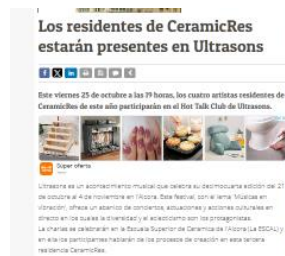 Los residentes de CeramicRes
estarán presentes en Ultrasons
Este viernes 25 de octubre a las 19 horas, los cuatro artistas residentes de
CeramicRes de este año participarán en el Hot Talk Club de Ultrasons.
Super oferta
Ultrasons es un acontecimiento musical que celebra su decimocuarta edición del 27
de octubre al 4 de noviembre en l'Alcora. Este festival, con el lema 'Músicas en
vibración', ofrece un abanico de conciertos, actuaciones y acciones culturales en
directo en los cuales la diversidad y el eclecticismo son los protagonistas.
La charlas se celebrarán en la Escuela Superior de Cerámica de l'Alcora (La ESCAL) y
en ella los participantes hablarán de los procesos de creación en esta tercera
residencia CeramicRes.